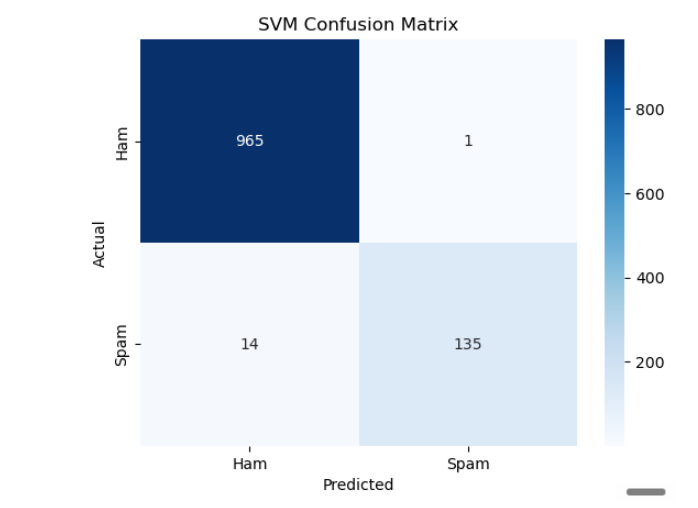 SVM Confusion Matrix
Actual
Ham
965
1
800
600
400
200
Spam
14
135
Ham
Spam
Predicted